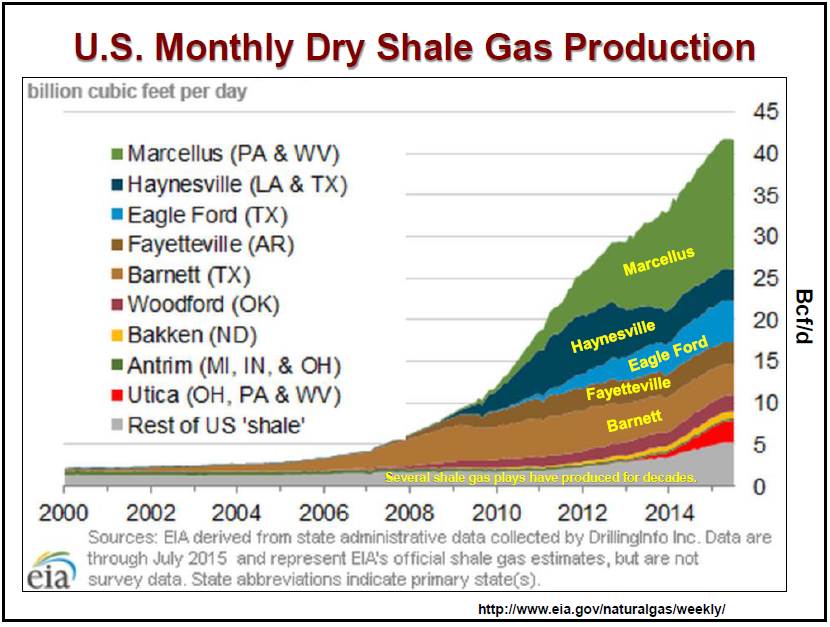 U.S. Monthly Dry Shale Gas Production
billion cubic feet per day
45
40
35
30
25
20
15
10
5
0
Bcf/d
Marcellus (PA & WV)
Haynesville (LA & TX)
Eagle Ford (TX)
Fayetteville (AR)
Barnett (TX)
Woodford (OK)
Bakken (ND)
Antrim (MI, IN, & OH)
Utica (OH, PA & WV)
Rest of US 'shale'
Marcellus
Haynesville
Eagle Ford
Fayetteville
Barnett
Several shale gas plays have produced for decades.
2000 2002 2004 2006 2008 2010 2012 2014
Sources: EIA derived from state administrative data collected by DrillingInfo Inc. Data are
through July 2015 and represent EIA's official shale gas estimates, but are not
survey data. State abbreviations indicate primary state(s).
eia
http://www.eia.gov/naturalgas/weekly/